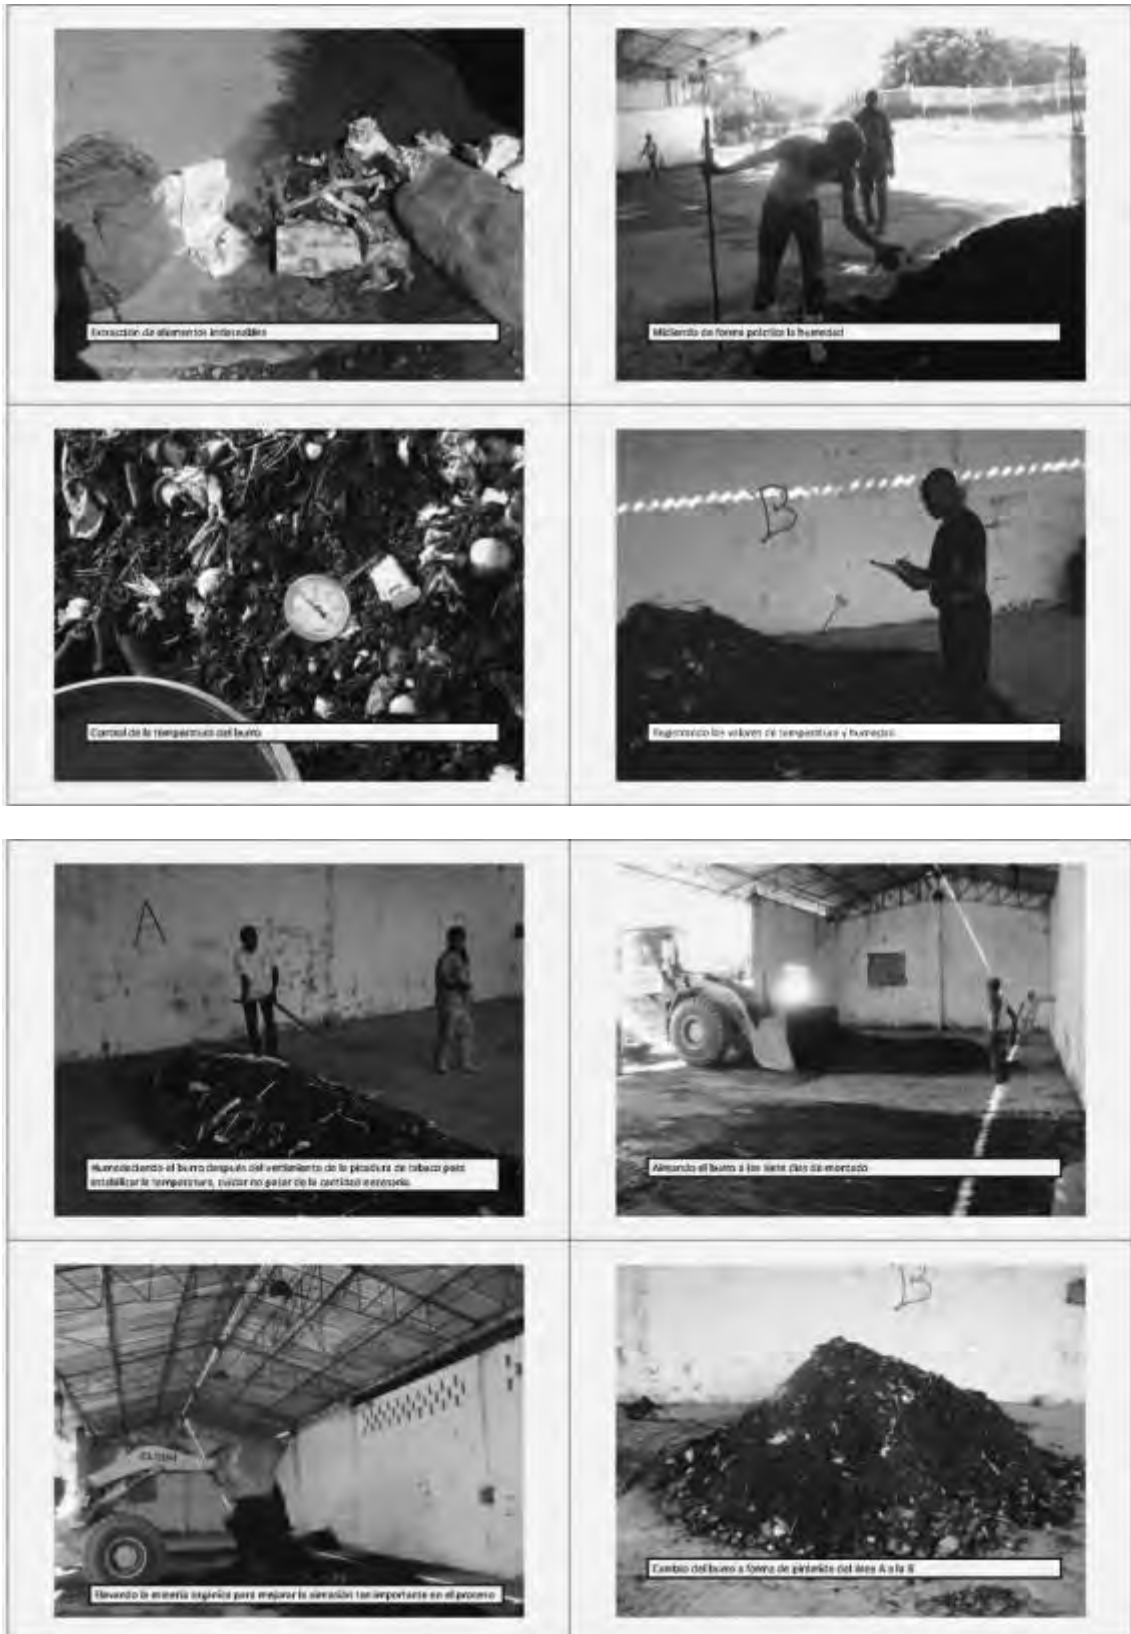 Extracción de elementos indeseables
Midiendo de forma práctica la humedad
B
Control de la temperatura del burro
Registrando los valores de temperatura y humedad
A
Humedeciendo el burro después del vertimiento de la picadura de tabaco para
estabilizar la temperatura, cuidar no pasar de la cantidad necesaria.
Aireando el burro a los siete días de montado
Elevando la materia orgánica para mejorar la aireación tan importante en el proceso
B
Cambio del burro a forma de pirámide del área A a la B